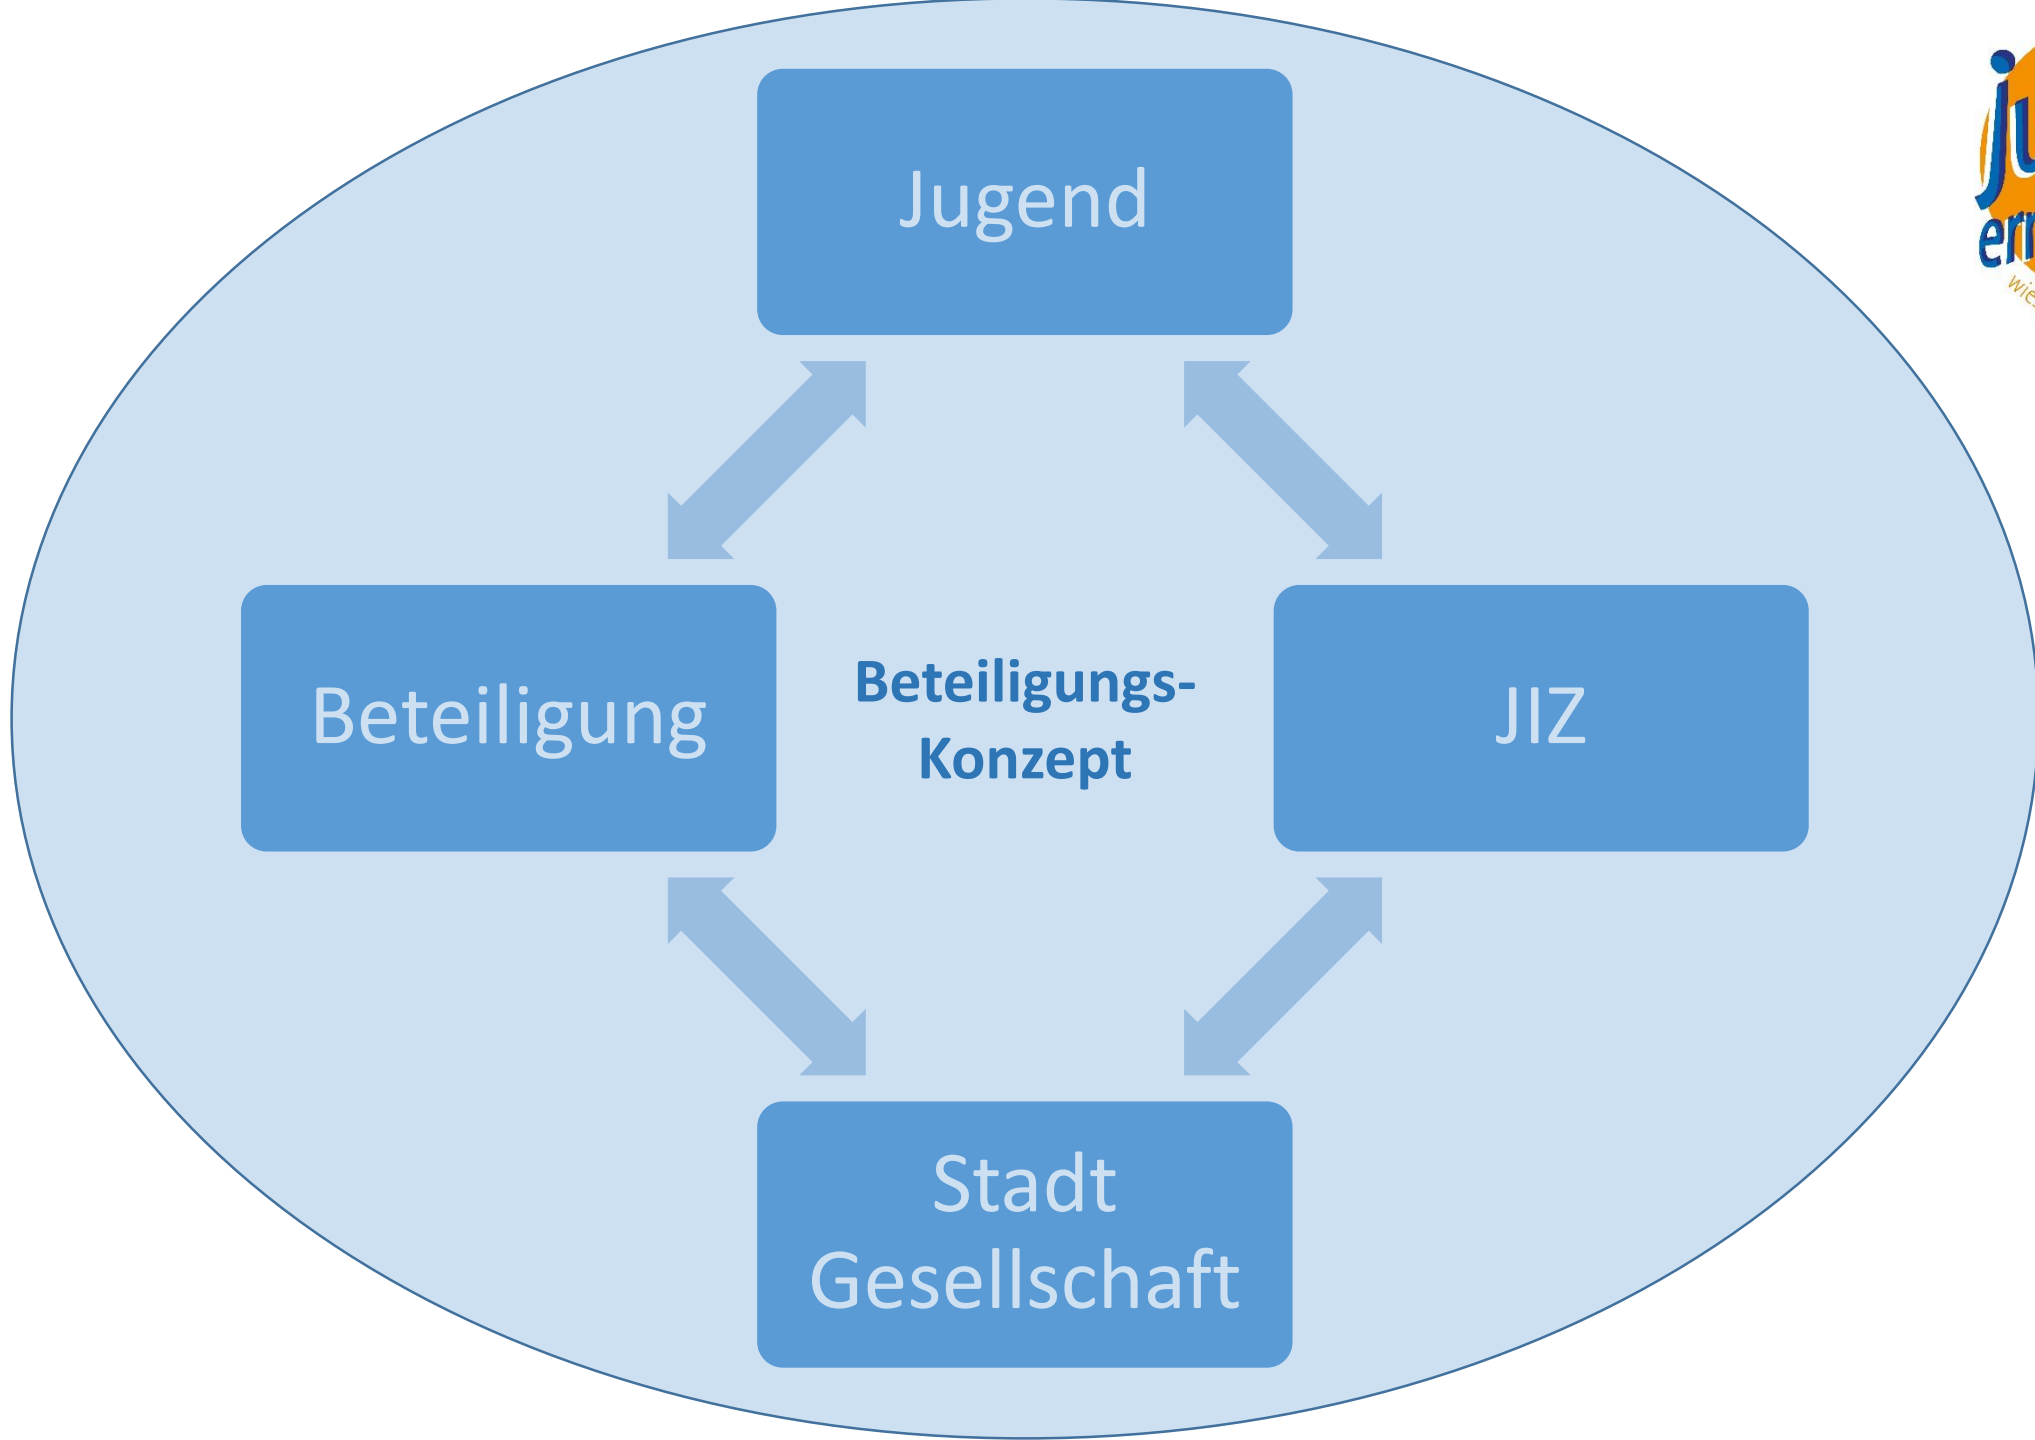 Jugend
Beteiligung
Beteiligungs-
Konzept
JIZ
Stadt
Gesellschaft